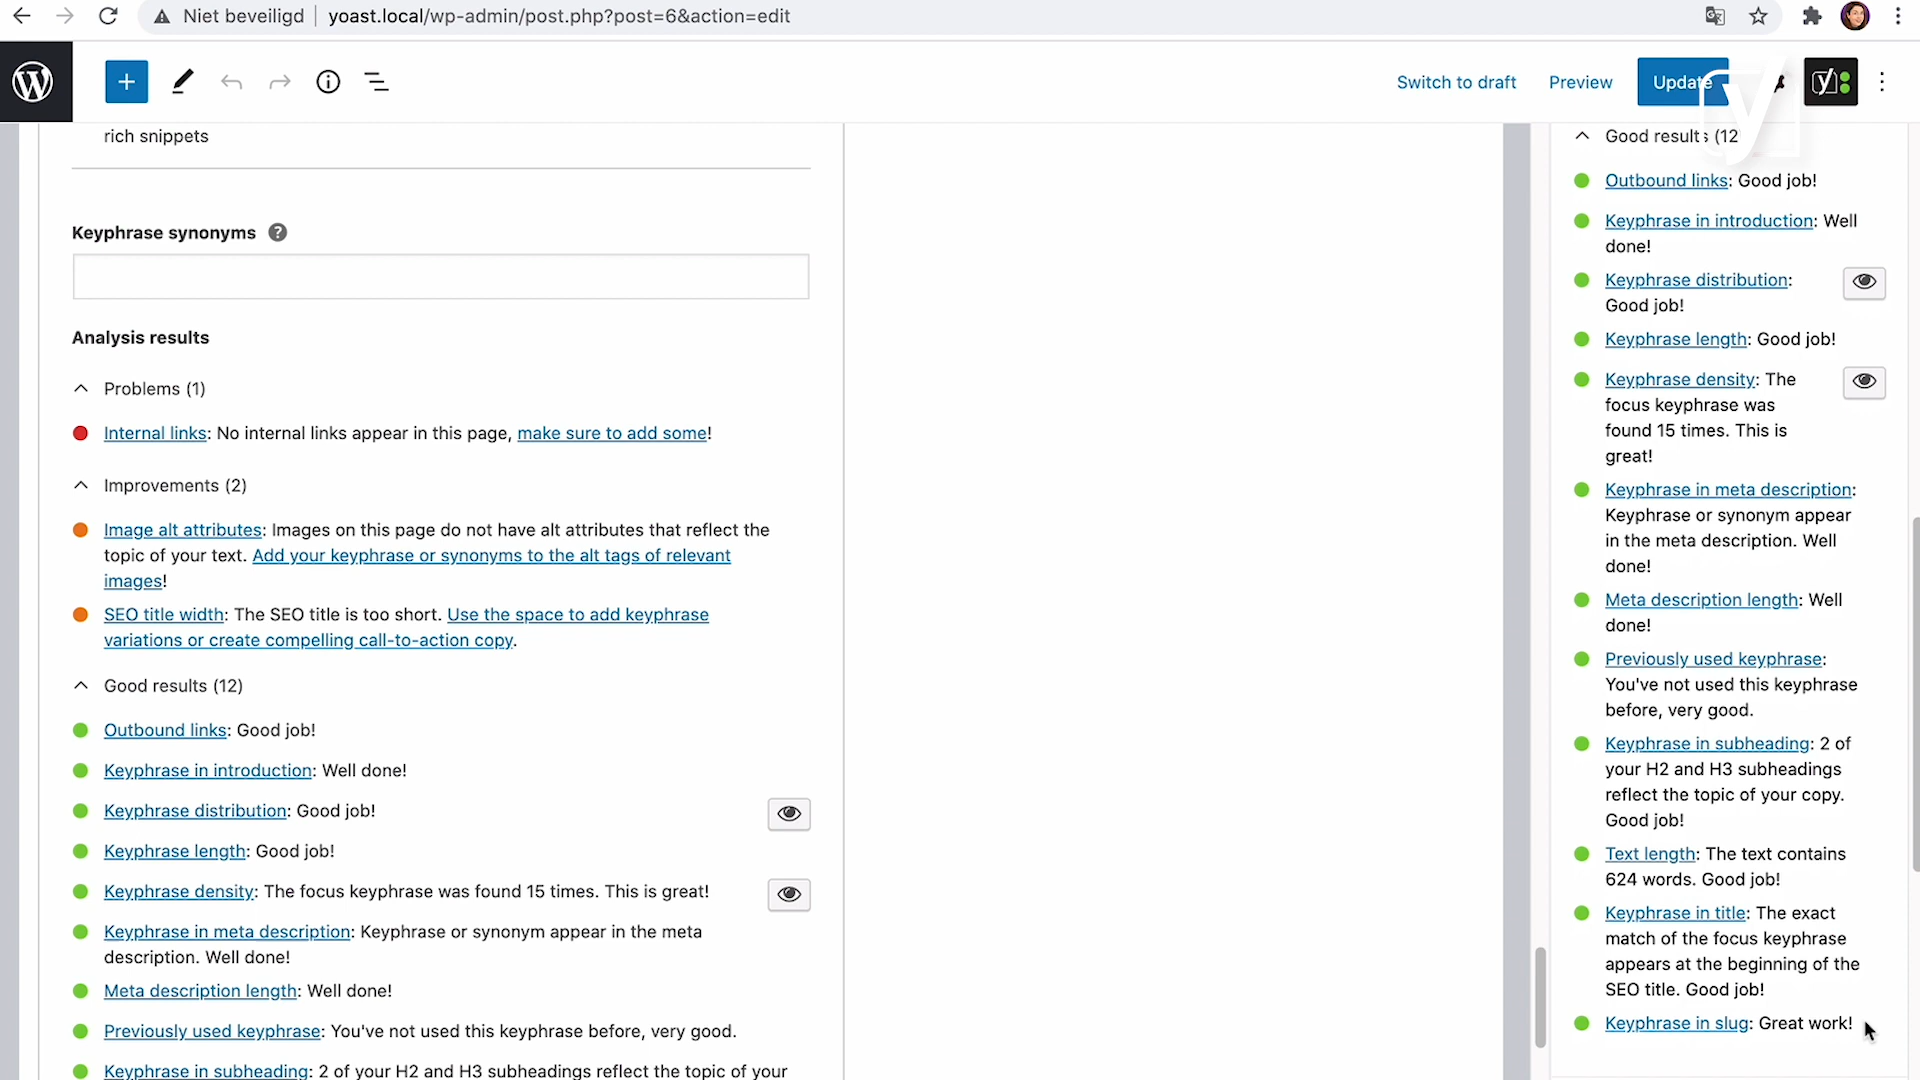 Niet beveiligd yoast.local/wp-admin/post.php?post=6&action=edit
Switch to draft
Preview
Update
rich snippets
Keyphrase synonyms ?
Analysis results
Problems (1)
Internal links: No internal links appear in this page, make sure to add some!
Improvements (2)
Image alt attributes: Images on this page do not have alt attributes that reflect the
topic of your text. Add your keyphrase or synonyms to the alt tags of relevant
images!
SEO title width: The SEO title is too short. Use the space to add keyphrase
variations or create compelling call-to-action copy.
Good results (12)
Outbound links: Good job!
Keyphrase in introduction: Well done!
Keyphrase distribution: Good job!
Keyphrase length: Good job!
Keyphrase density: The focus keyphrase was found 15 times. This is great!
Keyphrase in meta description: Keyphrase or synonym appear in the meta
description. Well done!
Meta description length: Well done!
Previously used keyphrase: You've not used this keyphrase before, very good.
Keyphrase in subheading: 2 of your H2 and H3 subheadings reflect the topic of your
Good results (12
Outbound links: Good job!
Keyphrase in introduction: Well
done!
Keyphrase distribution:
Good job!
Keyphrase length: Good job!
Keyphrase density: The
focus keyphrase was
found 15 times. This is
great!
Keyphrase in meta description:
Keyphrase or synonym appear
in the meta description. Well
done!
Meta description length: Well
done!
Previously used keyphrase:
You've not used this keyphrase
before, very good.
Keyphrase in subheading: 2 of
your H2 and H3 subheadings
reflect the topic of your copy.
Good job!
Text length: The text contains
624 words. Good job!
Keyphrase in title: The exact
match of the focus keyphrase
appears at the beginning of the
SEO title. Good job!
Keyphrase in slug: Great work!